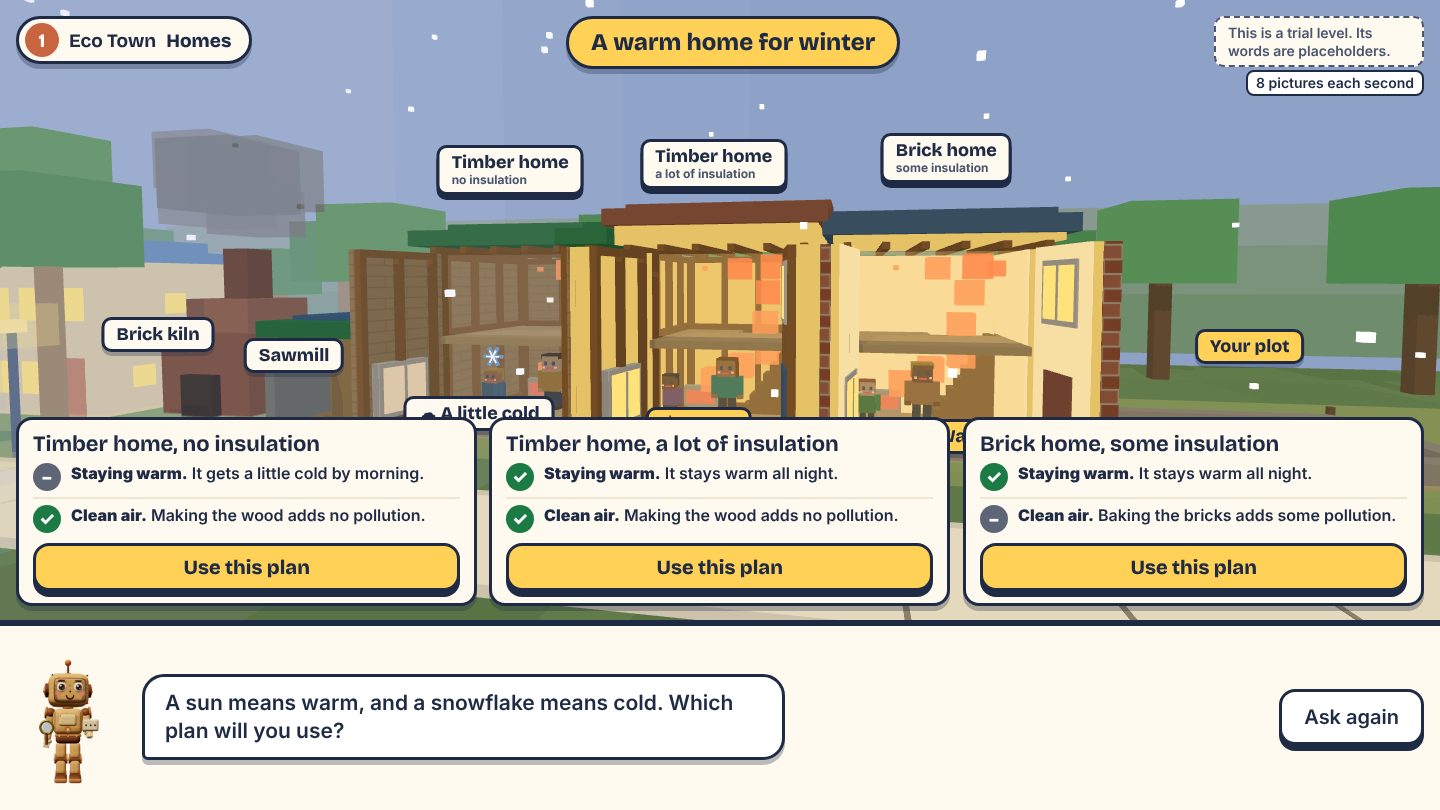 1 Eco Town Homes
A warm home for winter
This is a trial level. Its
words are placeholders.
8 pictures each second
Timber home
no insulation
Timber home
a lot of insulation
Brick home
some insulation
Brick kiln
Sawmill
Your plot
A little cold
Timber home, no insulation
Staying warm. It gets a little cold by morning.
Clean air. Making the wood adds no pollution.
Use this plan
Timber home, a lot of insulation
Staying warm. It stays warm all night.
Clean air. Making the wood adds no pollution.
Use this plan
Brick home, some insulation
Staying warm. It stays warm all night.
Clean air. Baking the bricks adds some pollution.
Use this plan
A sun means warm, and a snowflake means cold. Which
plan will you use?
Ask again